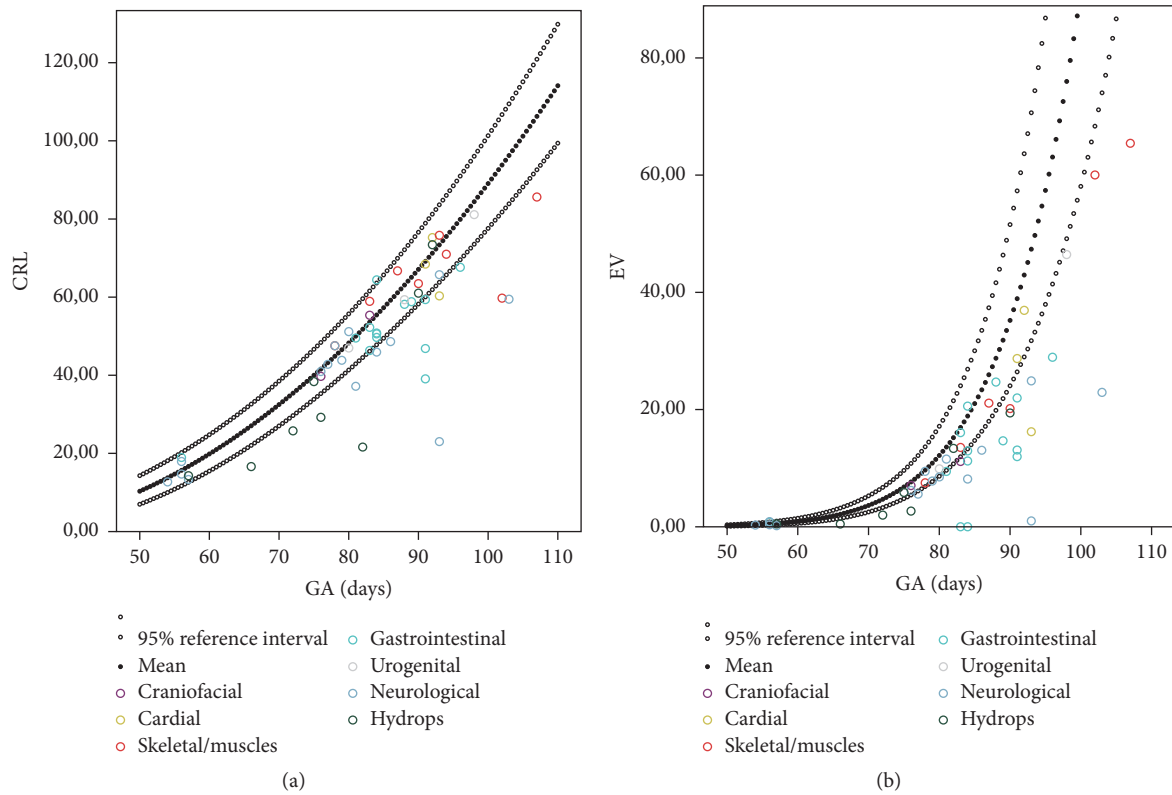 120,00
100,00
80,00
60,00
40,00
20,00
0,00
CRL
50 60 70 80 90 100 110
GA (days)
95% reference interval
Mean
Craniofacial
Cardial
Skeletal/muscles
Gastrointestinal
Urogenital
Neurological
Hydrops
(a)
80,00
60,00
40,00
20,00
0,00
EV
50 60 70 80 90 100 110
GA (days)
95% reference interval
Mean
Craniofacial
Cardial
Skeletal/muscles
Gastrointestinal
Urogenital
Neurological
Hydrops
(b)